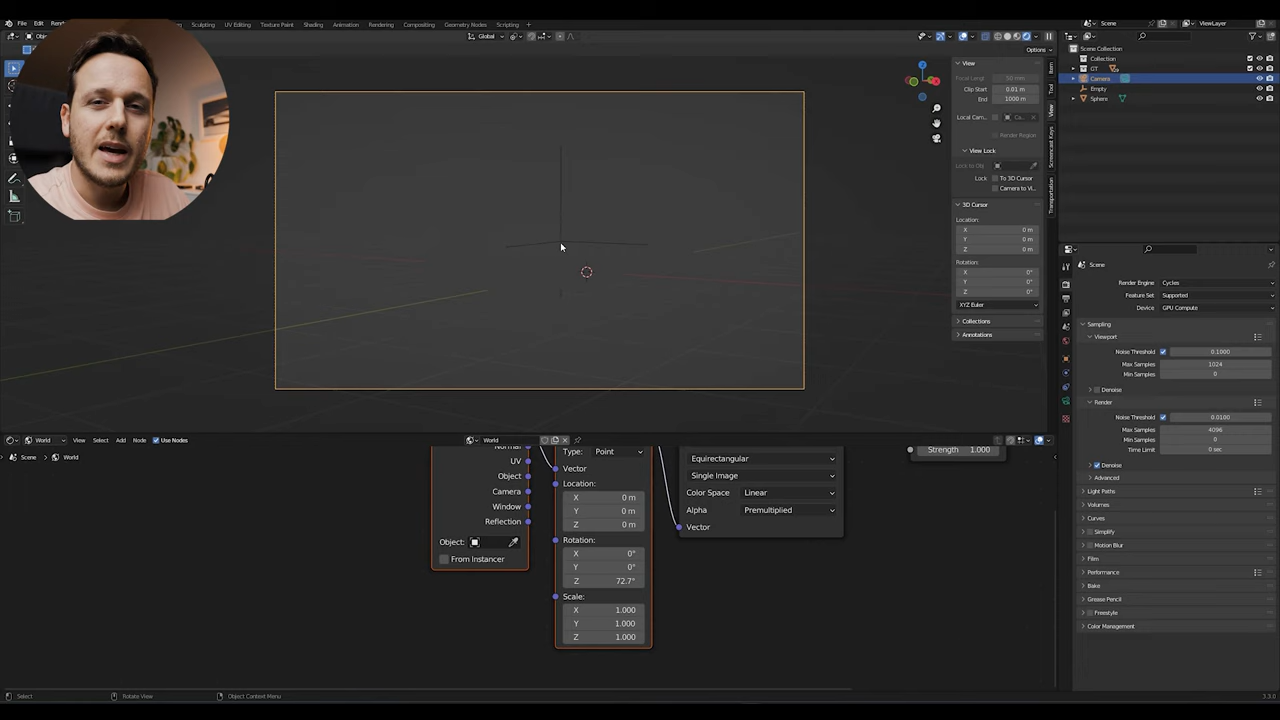 File
Edit
Sculpting
UV Editing
Texture Paint
Shading
Animation
Rendering
Compositing
Geometry Nodes
Scripting
+
Scene
ViewLayer
Global
Options
View
50 mm
Clip Start 0.01 m
End 1000 m
Local Cam..
Render Region
View Lock
Lock to Obj
Lock To 3D Cursor
Camera to Vi...
3D Cursor
Location:
X 0 m
Y 0 m
Z 0 m
Rotation:
X 0°
Y 0°
Z 0°
XYZ Euler
Collections
Annotations
Item
Tool
View
Screencast Keys
Transportation
Scene Collection
Collection
GT
Camera
Empty
Sphere
Scene
Render Engine Cycles
Feature Set Supported
Device GPU Compute
Sampling
Viewport
Noise Threshold 0.1000
Max Samples 1024
Min Samples 0
Denoise
Render
Noise Threshold 0.0100
Max Samples 4096
Min Samples 0
Time Limit 0 sec
Denoise
Advanced
Light Paths
Volumes
Curves
Simplify
Motion Blur
Film
Performance
Bake
Grease Pencil
Freestyle
Color Management
World
View
Select
Add
Node
Use Nodes
World
Scene
World
Normal
UV
Object
Camera
Window
Reflection
Object:
From Instancer
Type: Point
Vector
Location:
X 0 m
Y 0 m
Z 0 m
Rotation:
X 0°
Y 0°
Z 72.7°
Scale:
X 1.000
Y 1.000
Z 1.000
Equirectangular
Single Image
Color Space Linear
Alpha Premultiplied
Vector
Strength 1.000
Select
Rotate View
Object Context Menu
3.3.0